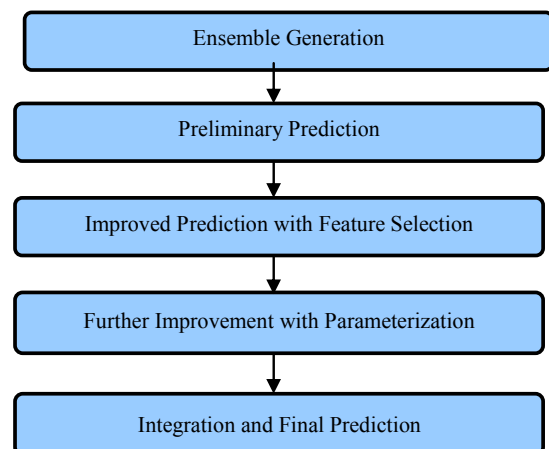 Ensemble Generation
Preliminary Prediction
Improved Prediction with Feature Selection
Further Improvement with Parameterization
Integration and Final Prediction